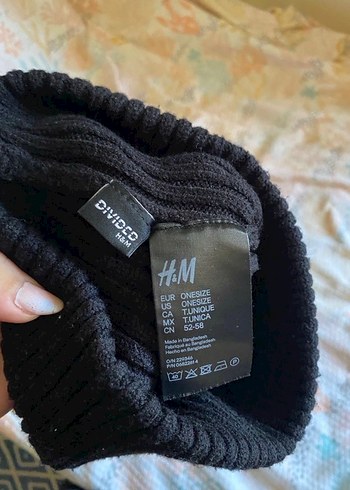 DIVIDED
H&M
H&M
EUR ONESIZE
US ONESIZE
CA T.UNIQUE
MX T.UNICA
CN 52-58
Made in Bangladesh
Fabriqué au Bangladesh
Hecho en Bangladesh
40
P